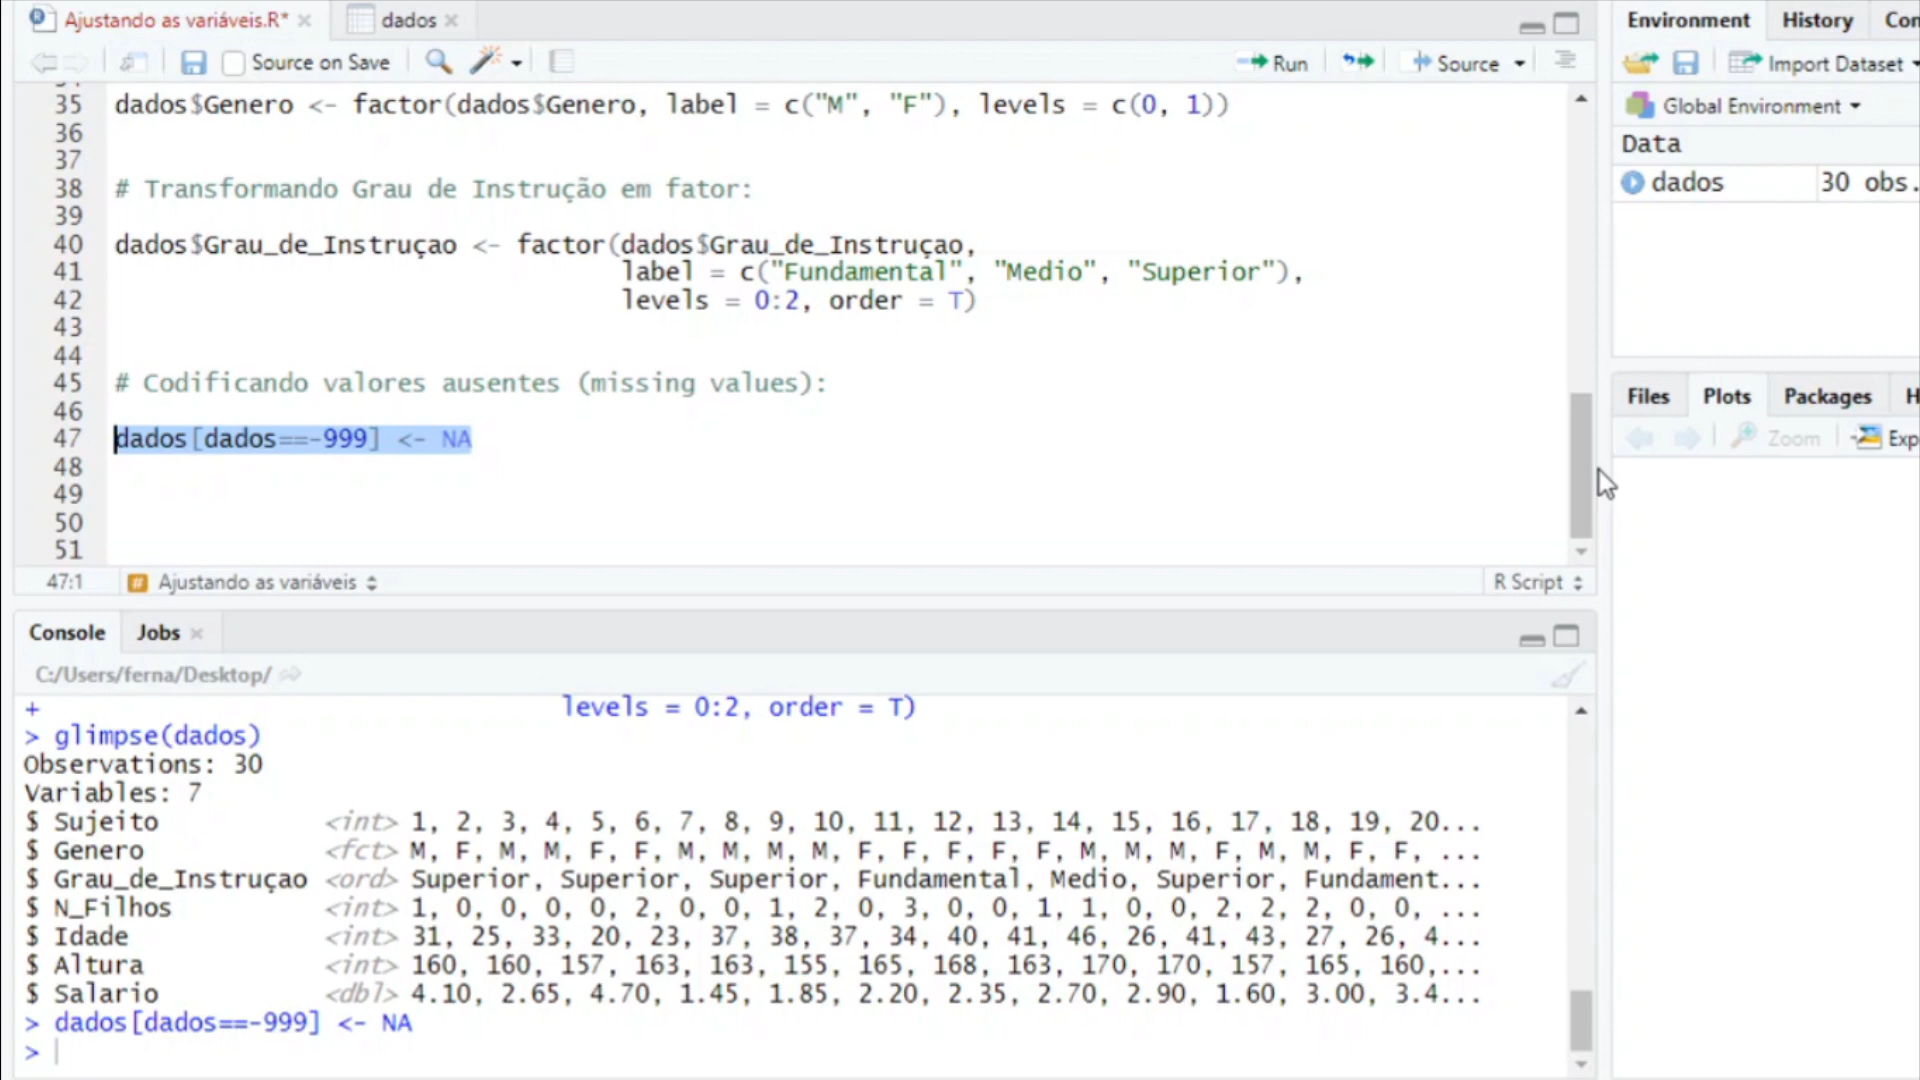 Ajustando as variáveis.R* ×
dados ×
Source on Save
Run
Source
35 dados$Genero <- factor(dados$Genero, label = c("M", "F"), levels = c(0, 1))
36
37
38 # Transformando Grau de Instrução em fator:
39
40 dados$Grau_de_Instruçao <- factor(dados$Grau_de_Instruçao,
41 label = c("Fundamental", "Medio", "Superior"),
42 levels = 0:2, order = T)
43
44
45 # Codificando valores ausentes (missing values):
46
47 dados[dados==-999] <- NA
48
49
50
51
47:1 # Ajustando as variáveis
R Script
Console Jobs ×
C:/Users/ferna/Desktop/
+ levels = 0:2, order = T)
> glimpse(dados)
Observations: 30
Variables: 7
$ Sujeito <int> 1, 2, 3, 4, 5, 6, 7, 8, 9, 10, 11, 12, 13, 14, 15, 16, 17, 18, 19, 20...
$ Genero <fct> M, F, M, M, F, F, M, M, M, M, F, F, F, F, F, M, M, M, F, M, M, F, F, ...
$ Grau_de_Instruçao <ord> Superior, Superior, Superior, Fundamental, Medio, Superior, Fundament...
$ N_Filhos <int> 1, 0, 0, 0, 0, 2, 0, 0, 1, 2, 0, 3, 0, 0, 1, 1, 0, 0, 2, 2, 2, 0, 0, ...
$ Idade <int> 31, 25, 33, 20, 23, 37, 38, 37, 34, 40, 41, 46, 26, 41, 43, 27, 26, 4...
$ Altura <int> 160, 160, 157, 163, 163, 155, 165, 168, 163, 170, 170, 157, 165, 160,...
$ Salario <dbl> 4.10, 2.65, 4.70, 1.45, 1.85, 2.20, 2.35, 2.70, 2.90, 1.60, 3.00, 3.4...
> dados[dados==-999] <- NA
>
Environment History Con
Import Dataset
Global Environment
Data
dados 30 obs.
Files Plots Packages H
Zoom Exp